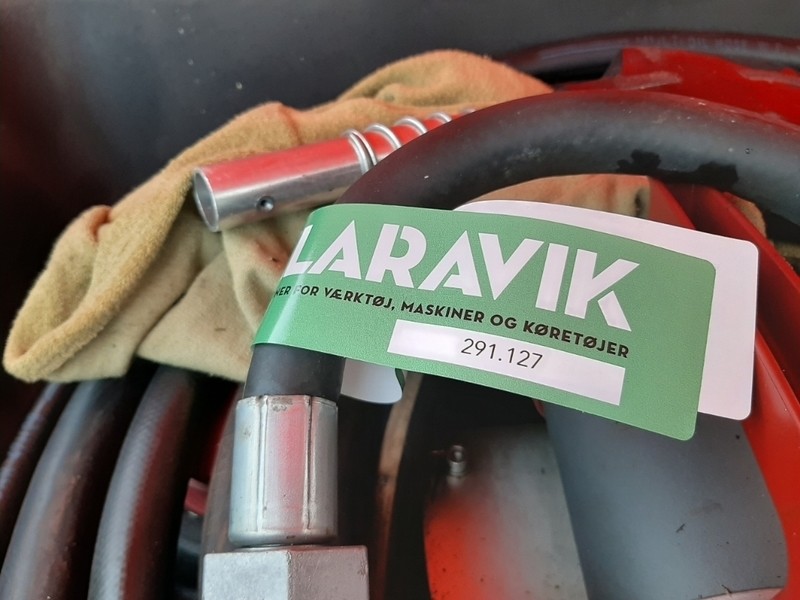 LARAVIK
FOR VÆRKTØJ, MASKINER OG KØRETØJER
291.127